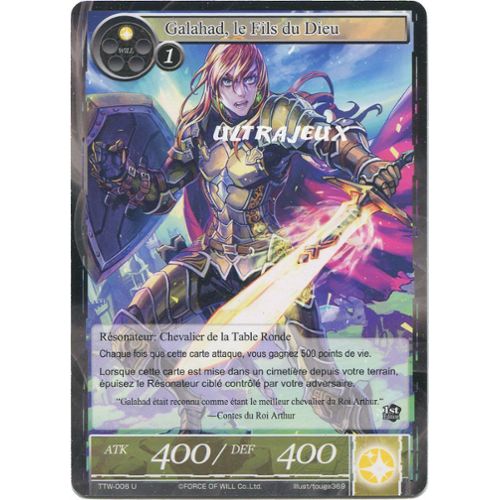 Galahad, le Fils du Dieu
WILL
1
ULTRAJEUX
Résonateur: Chevalier de la Table Ronde
Chaque fois que cette carte attaque, vous gagnez 500 points de vie.
Lorsque cette carte est mise dans un cimetière depuis votre terrain,
épuisez le Résonateur ciblé contrôlé par votre adversaire.
"Galahad était reconnu comme étant le meilleur chevalier du Roi Arthur."
—Contes du Roi Arthur
1st
Edition
ATK 400 / DEF 400
TTW-006 U ©FORCE OF WILL Co.,Ltd. Illust/touge369